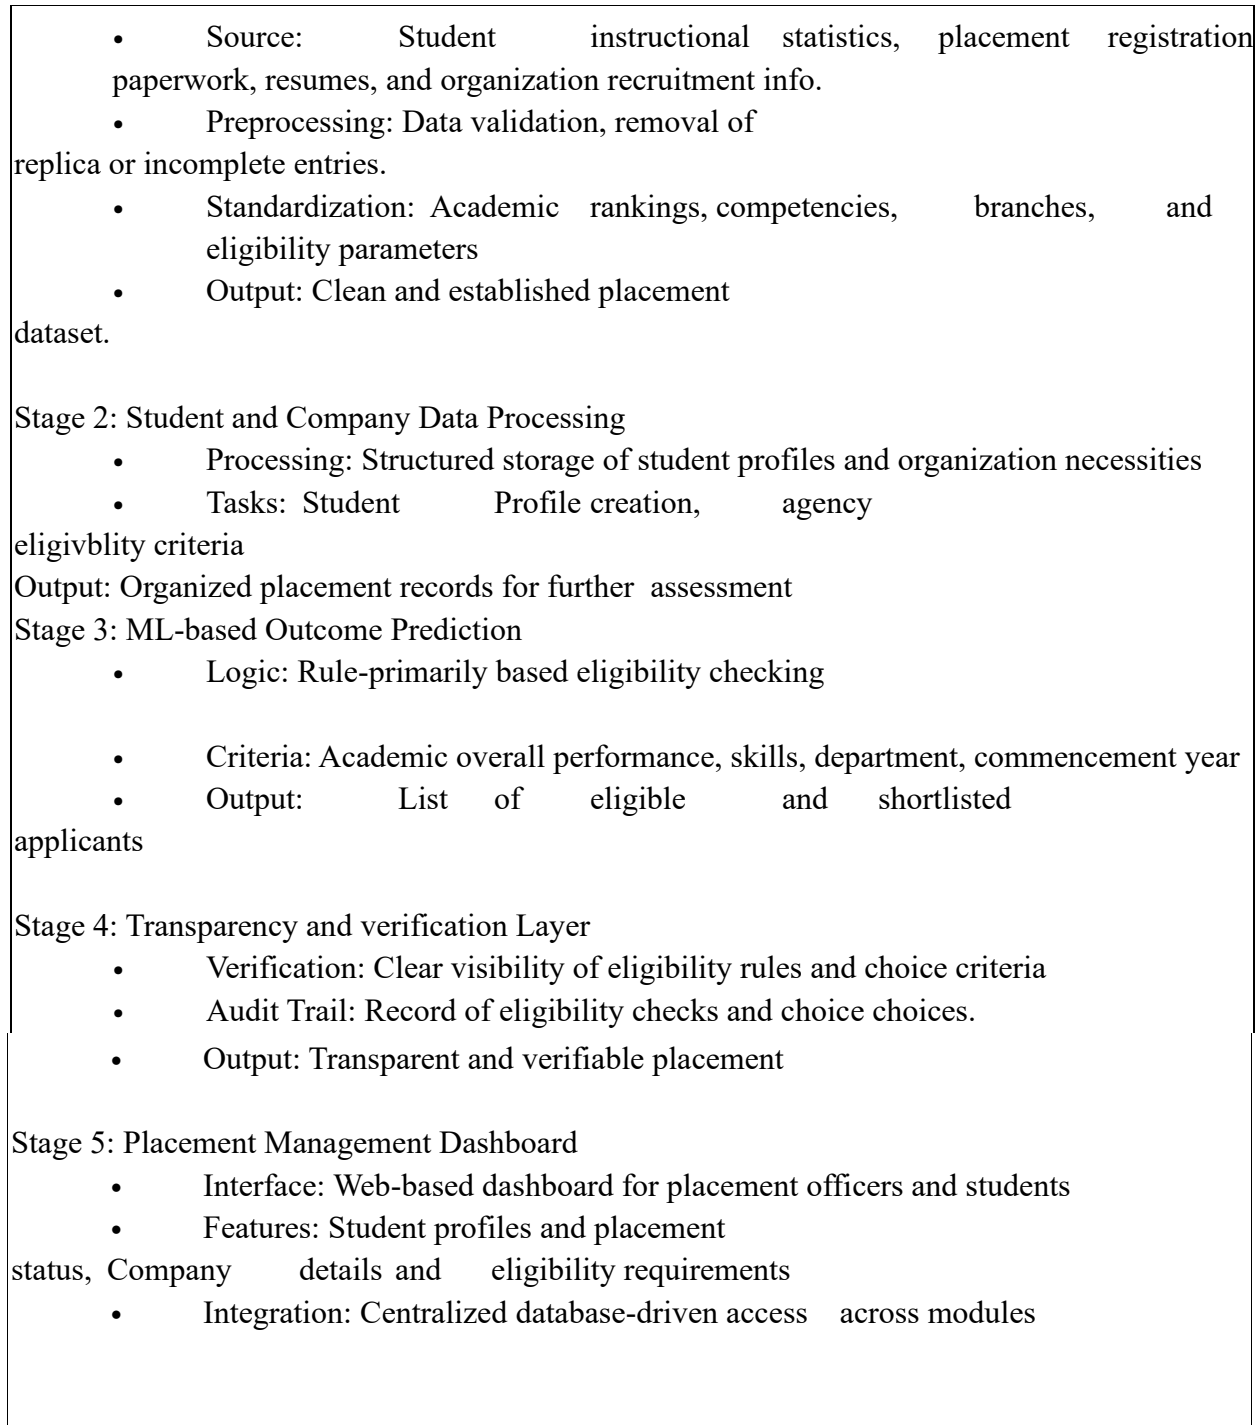 • Source: Student instructional statistics, placement registration
paperwork, resumes, and organization recruitment info.
• Preprocessing: Data validation, removal of
replica or incomplete entries.
• Standardization: Academic rankings, competencies, branches, and
eligibility parameters
• Output: Clean and established placement
dataset.
Stage 2: Student and Company Data Processing
• Processing: Structured storage of student profiles and organization necessities
• Tasks: Student Profile creation, agency
eligivblity criteria
Output: Organized placement records for further assessment
Stage 3: ML-based Outcome Prediction
• Logic: Rule-primarily based eligibility checking
• Criteria: Academic overall performance, skills, department, commencement year
• Output: List of eligible and shortlisted
applicants
Stage 4: Transparency and verification Layer
• Verification: Clear visibility of eligibility rules and choice criteria
• Audit Trail: Record of eligibility checks and choice choices.
• Output: Transparent and verifiable placement
Stage 5: Placement Management Dashboard
• Interface: Web-based dashboard for placement officers and students
• Features: Student profiles and placement
status, Company details and eligibility requirements
• Integration: Centralized database-driven access across modules